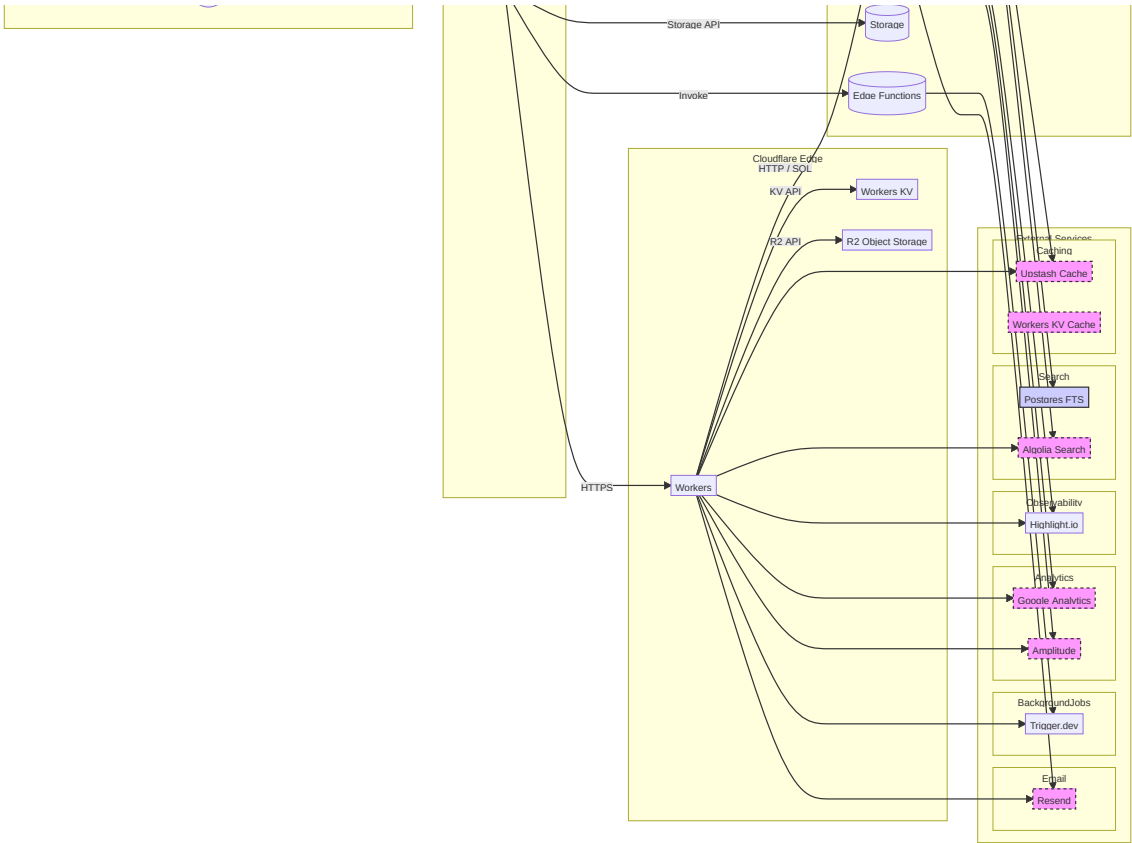 Storage API
Storage
Invoke
Edge Functions
Cloudflare Edge
HTTP / SQL
KV API
Workers KV
R2 API
R2 Object Storage
Workers
HTTPS
External Services
Caching
Upstash Cache
Workers KV Cache
Search
Postgres FTS
Algolia Search
Observability
Highlight.io
Analytics
Google Analytics
Amplitude
BackgroundJobs
Trigger.dev
Email
Resend